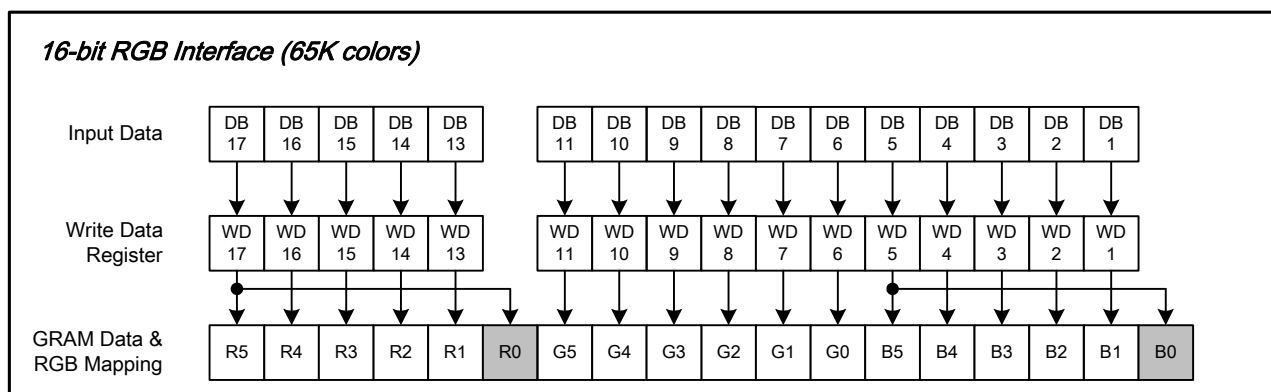 16-bit RGB Interface (65K colors)
Input Data
DB 17 DB 16 DB 15 DB 14 DB 13 DB 11 DB 10 DB 9 DB 8 DB 7 DB 6 DB 5 DB 4 DB 3 DB 2 DB 1
Write Data
Register
WD 17 WD 16 WD 15 WD 14 WD 13 WD 11 WD 10 WD 9 WD 8 WD 7 WD 6 WD 5 WD 4 WD 3 WD 2 WD 1
GRAM Data &
RGB Mapping
R5 R4 R3 R2 R1 R0 G5 G4 G3 G2 G1 G0 B5 B4 B3 B2 B1 B0